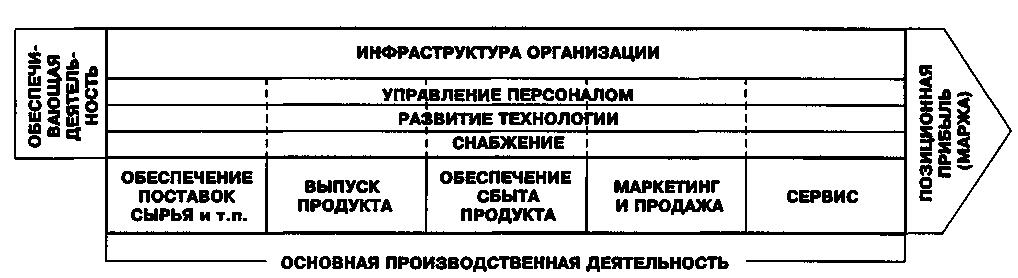 ОБЕСПЕЧИ-
ВАЮЩАЯ
ДЕЯТЕЛЬ-
НОСТЬ
ИНФРАСТРУКТУРА ОРГАНИЗАЦИИ
УПРАВЛЕНИЕ ПЕРСОНАЛОМ
РАЗВИТИЕ ТЕХНОЛОГИИ
СНАБЖЕНИЕ
ОБЕСПЕЧЕНИЕ
ПОСТАВОК
СЫРЬЯ и т.п.
ВЫПУСК
ПРОДУКТА
ОБЕСПЕЧЕНИЕ
СБЫТА
ПРОДУКТА
МАРКЕТИНГ
И ПРОДАЖА
СЕРВИС
ПОЗИЦИОННАЯ
ПРИБЫЛЬ
(МАРЖА)
ОСНОВНАЯ ПРОИЗВОДСТВЕННАЯ ДЕЯТЕЛЬНОСТЬ